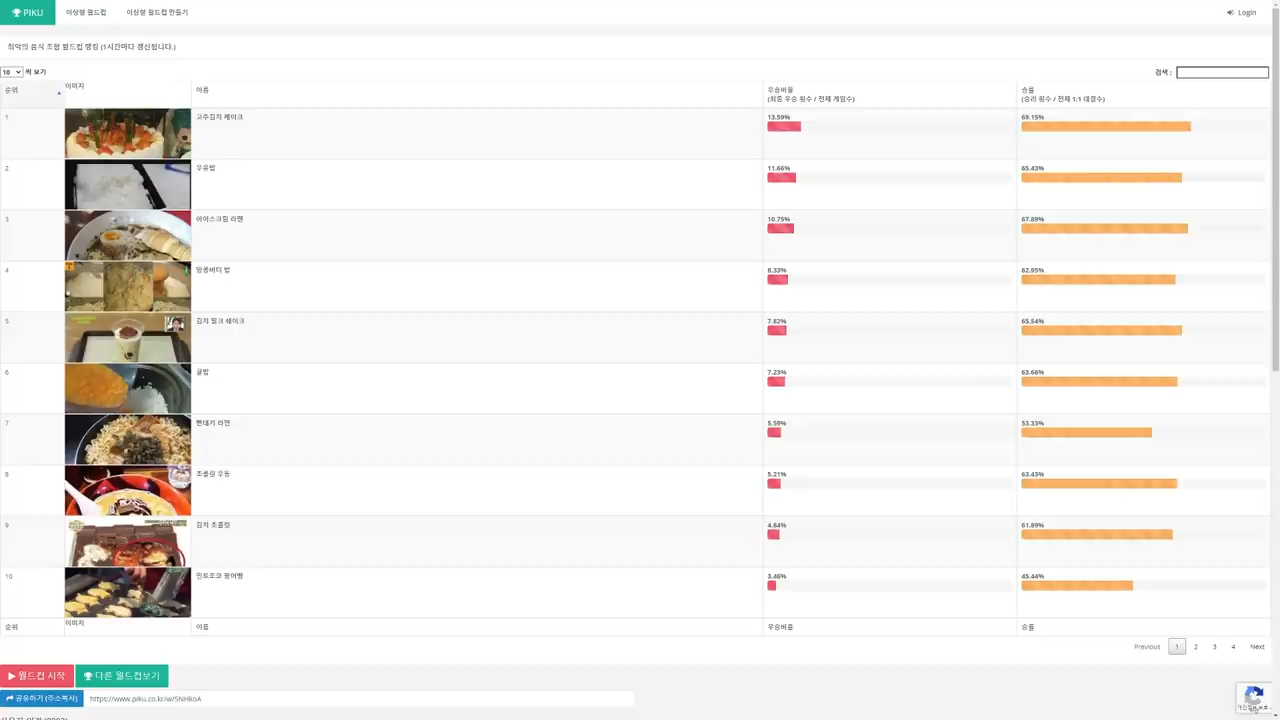 PIKU 이상형 월드컵 이상형 월드컵 만들기 Login
최악의 음식 조합 월드컵 랭킹 (1시간마다 갱신됩니다.)
10 씩 보기 검색 :
순위 이미지 이름 우승비율 승률
(최종 우승 횟수 / 전체 게임수) (승리 횟수 / 전체 1:1 대결수)
1 고추김치 케이크 13.59% 69.15%
2 우유밥 11.66% 65.43%
3 아이스크림 라멘 10.75% 67.89%
4 땅콩버터 밥 8.33% 62.95%
5 김치 밀크 쉐이크 7.82% 65.54%
6 귤밥 7.23% 63.66%
7 뻔데기 라면 5.59% 53.33%
8 초콜릿 우동 5.21% 63.43%
9 김치 초콜릿 4.84% 61.89%
10 민트초코 붕어빵 3.46% 45.44%
순위 이미지 이름 우승비율 승률
Previous 1 2 3 4 Next
월드컵 시작 다른 월드컵보기
공유하기 (주소복사) https://www.piku.co.kr/w/SNHkoA